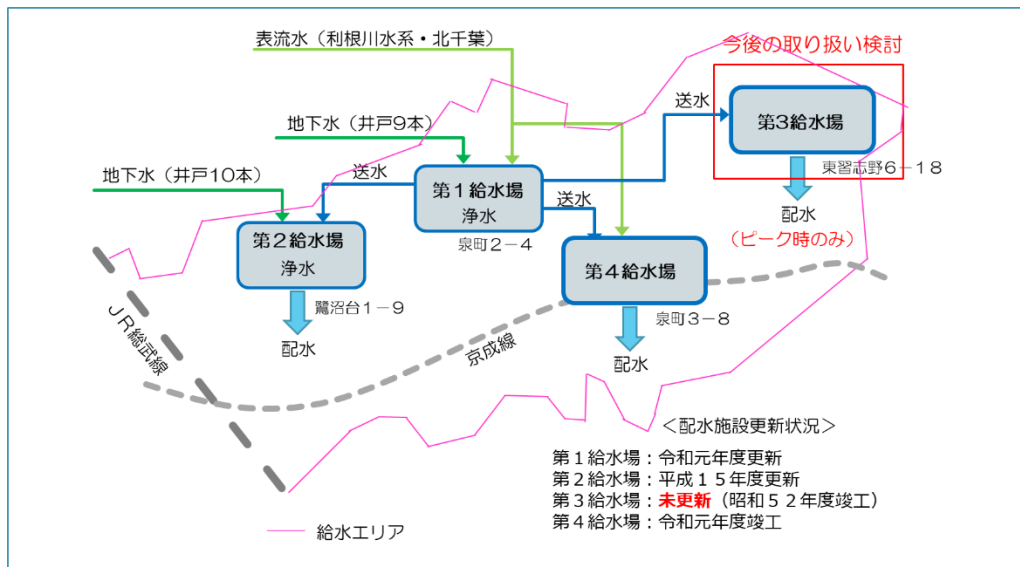 表流水（利根川水系・北千葉）
今後の取り扱い検討
地下水（井戸９本）
送水
第３給水場
東習志野６－１８
配水
（ピーク時のみ）
地下水（井戸１０本）
送水
第１給水場
浄水
泉町２－４
送水
第２給水場
浄水
鷺沼台１－９
配水
第４給水場
泉町３－８
配水
ＪＲ総武線
京成線
＜配水施設更新状況＞
第１給水場：令和元年度更新
第２給水場：平成１５年度更新
第３給水場：未更新（昭和５２年度竣工）
第４給水場：令和元年度竣工
給水エリア